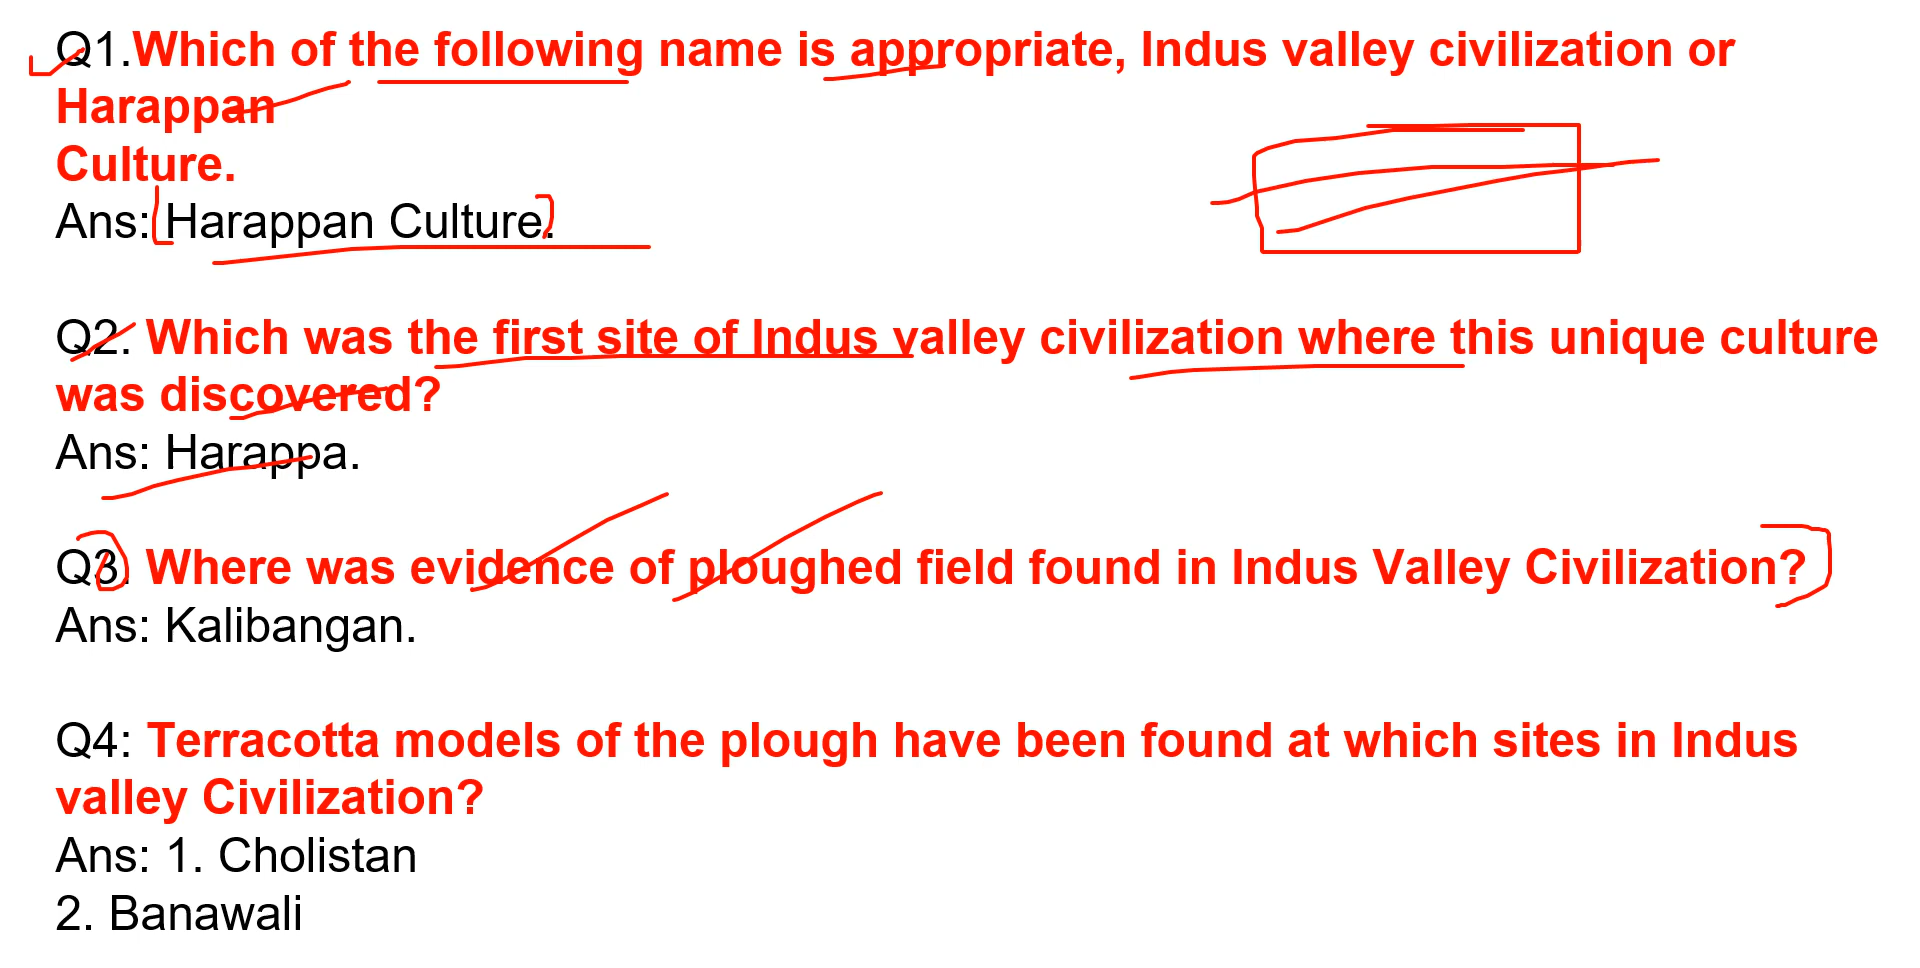 Q1.Which of the following name is appropriate, Indus valley civilization or
Harappan
Culture.
Ans: Harappan Culture.
Q2. Which was the first site of Indus valley civilization where this unique culture
was discovered?
Ans: Harappa.
Q3. Where was evidence of ploughed field found in Indus Valley Civilization?
Ans: Kalibangan.
Q4: Terracotta models of the plough have been found at which sites in Indus
valley Civilization?
Ans: 1. Cholistan
2. Banawali